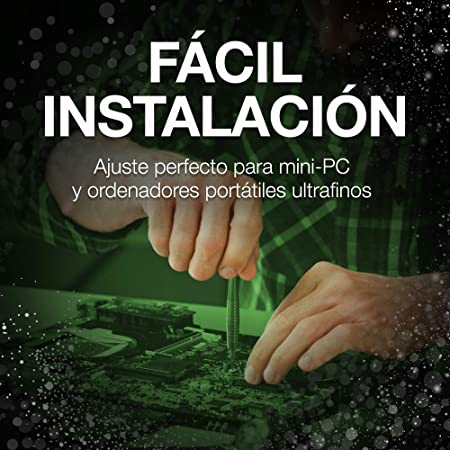 FÁCIL
INSTALACIÓN
Ajuste perfecto para mini-PC
y ordenadores portátiles ultrafinos